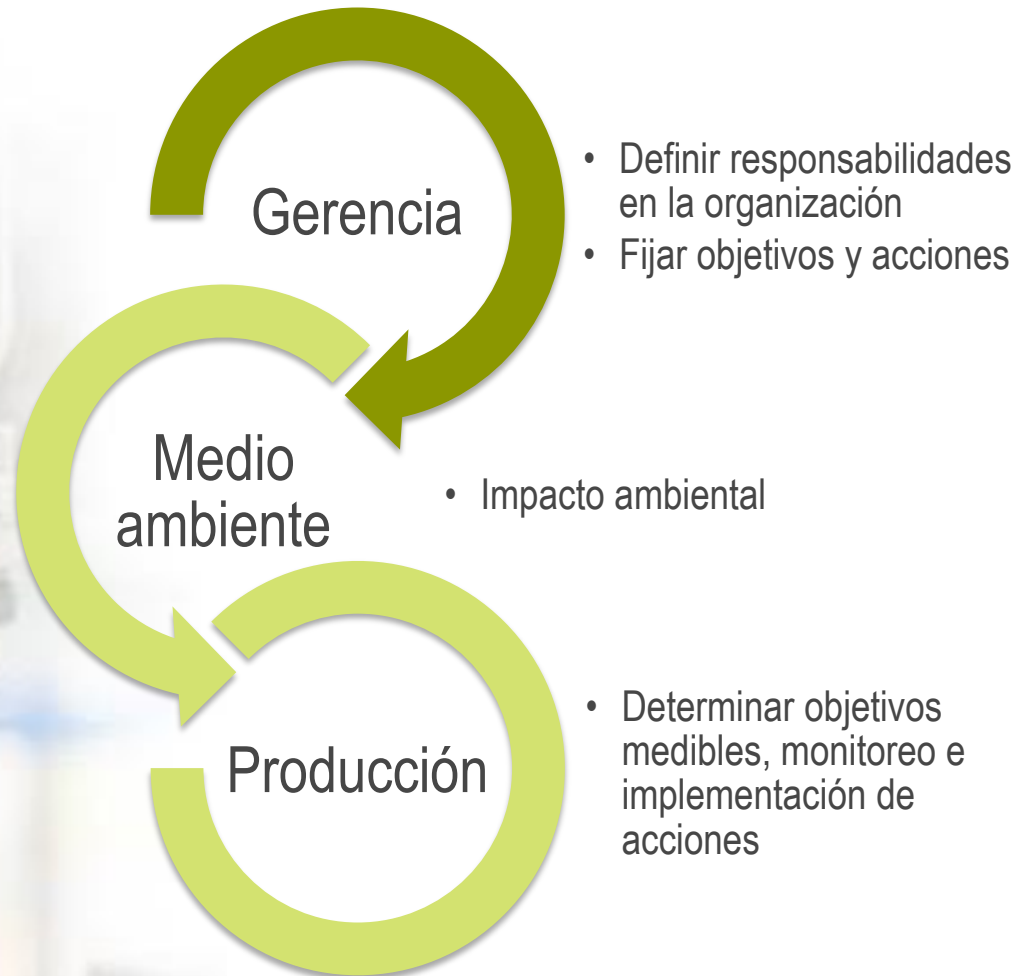 Gerencia
• Definir responsabilidades
en la organización
• Fijar objetivos y acciones
Medio
ambiente
• Impacto ambiental
Producción
• Determinar objetivos
medibles, monitoreo e
implementación de
acciones